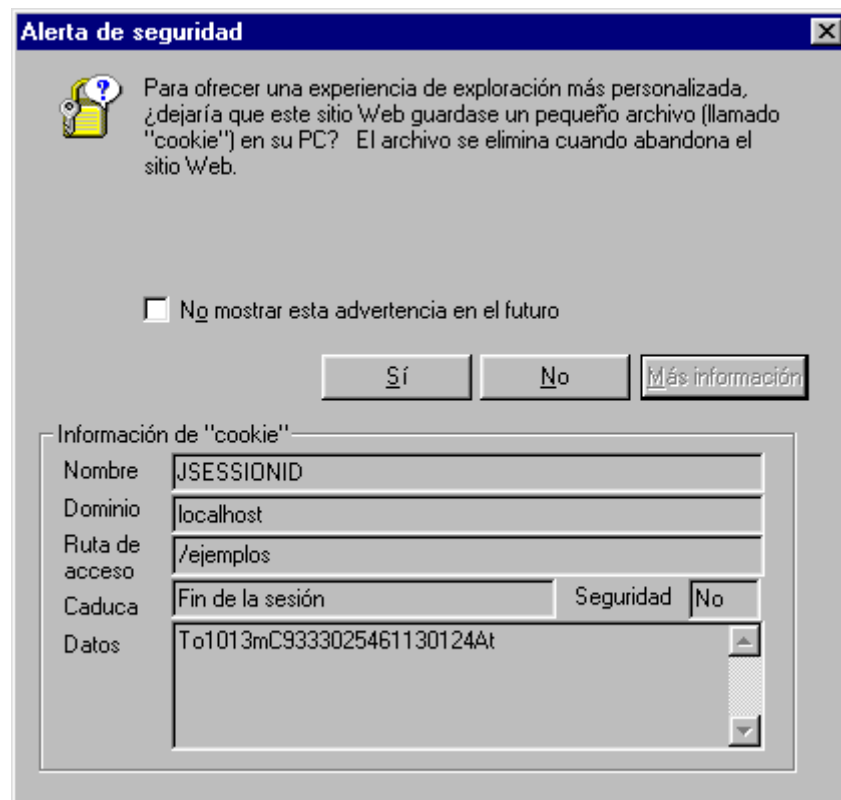 Alerta de seguridad
Para ofrecer una experiencia de exploración más personalizada,
¿dejaría que este sitio Web guardase un pequeño archivo (llamado
"cookie") en su PC? El archivo se elimina cuando abandona el
sitio Web.
No mostrar esta advertencia en el futuro
Sí No Más información
Información de "cookie"
Nombre JSESSIONID
Dominio localhost
Ruta de
acceso /ejemplos
Caduca Fin de la sesión Seguridad No
Datos To1013mC9333025461130124At